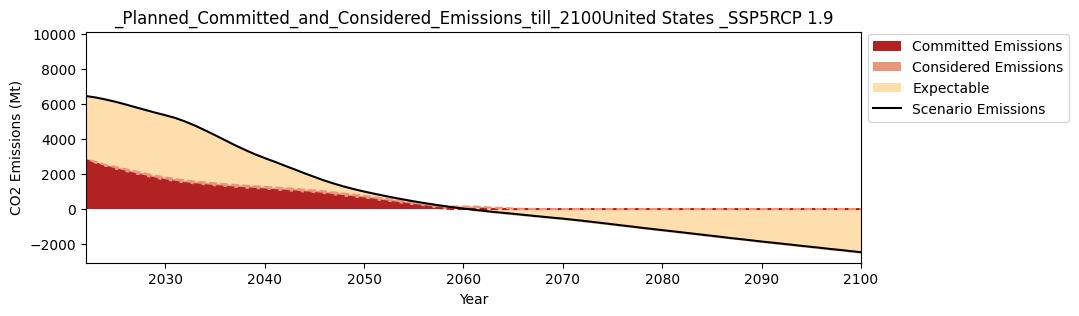 _Planned_Committed_and_Considered_Emissions_till_2100United States _SSP5RCP 1.9
10000
8000
6000
4000
2000
0
−2000
CO2 Emissions (Mt)
2030
2040
2050
2060
2070
2080
2090
2100
Year
Committed Emissions
Considered Emissions
Expectable
Scenario Emissions